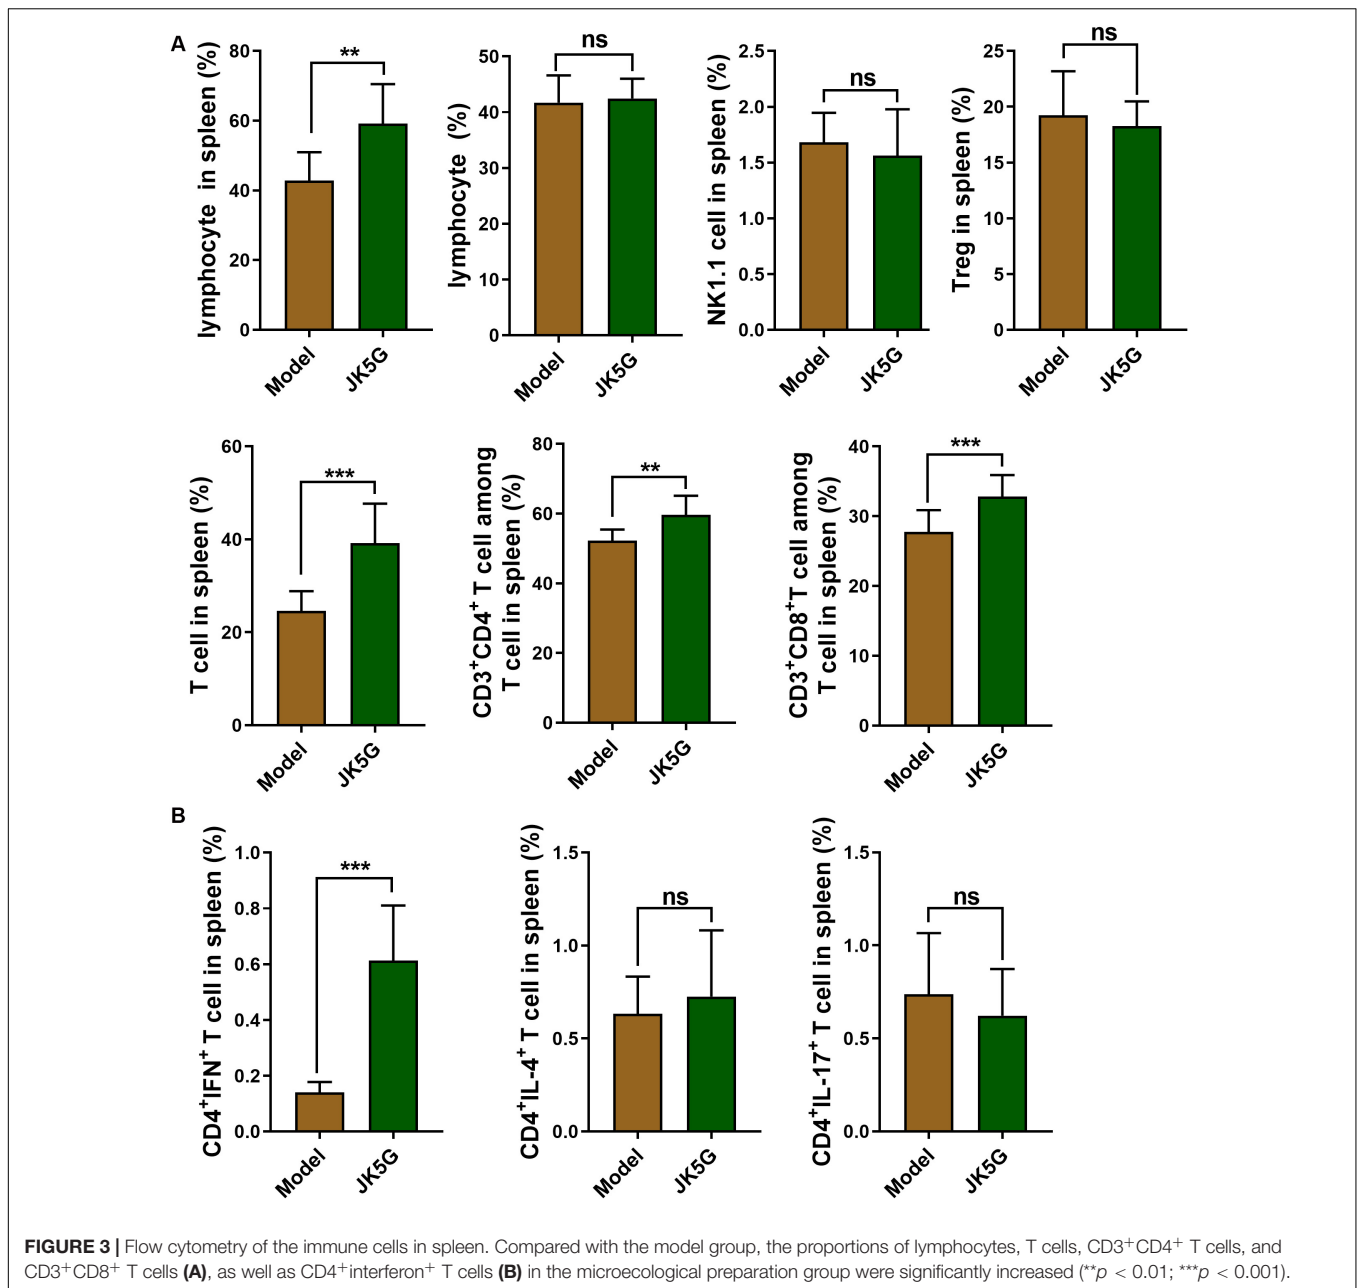 A
lymphocyte in spleen (%)
80
60
40
20
0
**
Model
JK5G
lymphocyte (%)
50
40
30
20
10
0
ns
Model
JK5G
NK1.1 cell in spleen (%)
2.5
2.0
1.5
1.0
0.5
0.0
ns
Model
JK5G
Treg in spleen (%)
25
20
15
10
5
0
ns
Model
JK5G
T cell in spleen (%)
60
40
20
0
***
Model
JK5G
CD3+CD4+ T cell among
T cell in spleen (%)
80
60
40
20
0
**
Model
JK5G
CD3+CD8+T cell among
T cell in spleen (%)
40
30
20
10
0
***
Model
JK5G
B
CD4+IFN+ T cell in spleen (%)
1.0
0.8
0.6
0.4
0.2
0.0
***
Model
JK5G
CD4+IL-4+ T cell in spleen (%)
1.5
1.0
0.5
0.0
ns
Model
JK5G
CD4+IL-17+ T cell in spleen (%)
1.5
1.0
0.5
0.0
ns
Model
JK5G
FIGURE 3 | Flow cytometry of the immune cells in spleen. Compared with the model group, the proportions of lymphocytes, T cells, CD3+CD4+ T cells, and
CD3+CD8+ T cells (A), as well as CD4+interferon+ T cells (B) in the microecological preparation group were significantly increased (**p < 0.01; ***p < 0.001).